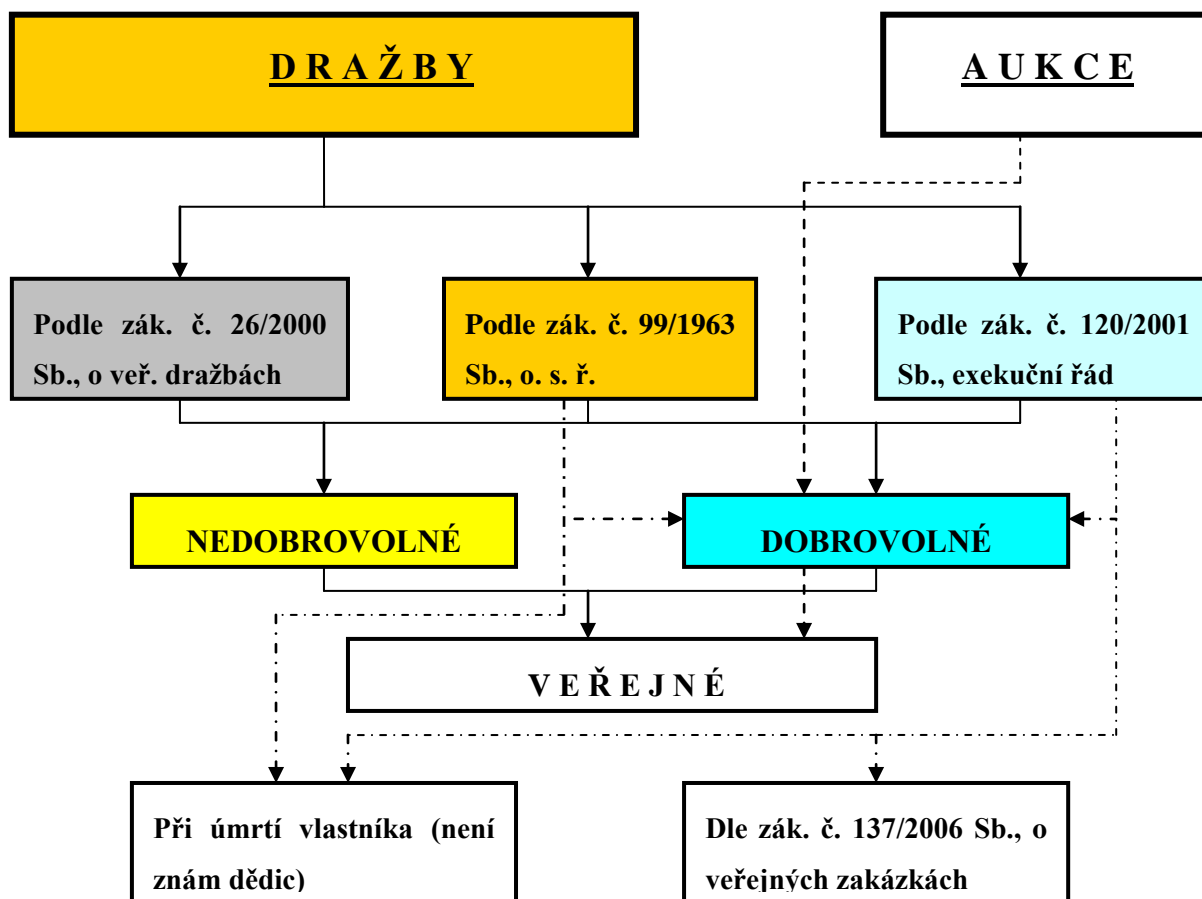 D R A Ž B Y
A U K C E
Podle zák. č. 26/2000
Sb., o veř. dražbách
Podle zák. č. 99/1963
Sb., o. s. ř.
Podle zák. č. 120/2001
Sb., exekuční řád
NEDOBROVOLNÉ
DOBROVOLNÉ
V E Ř E J N É
Při úmrtí vlastníka (není
znám dědic)
Dle zák. č. 137/2006 Sb., o
veřejných zakázkách